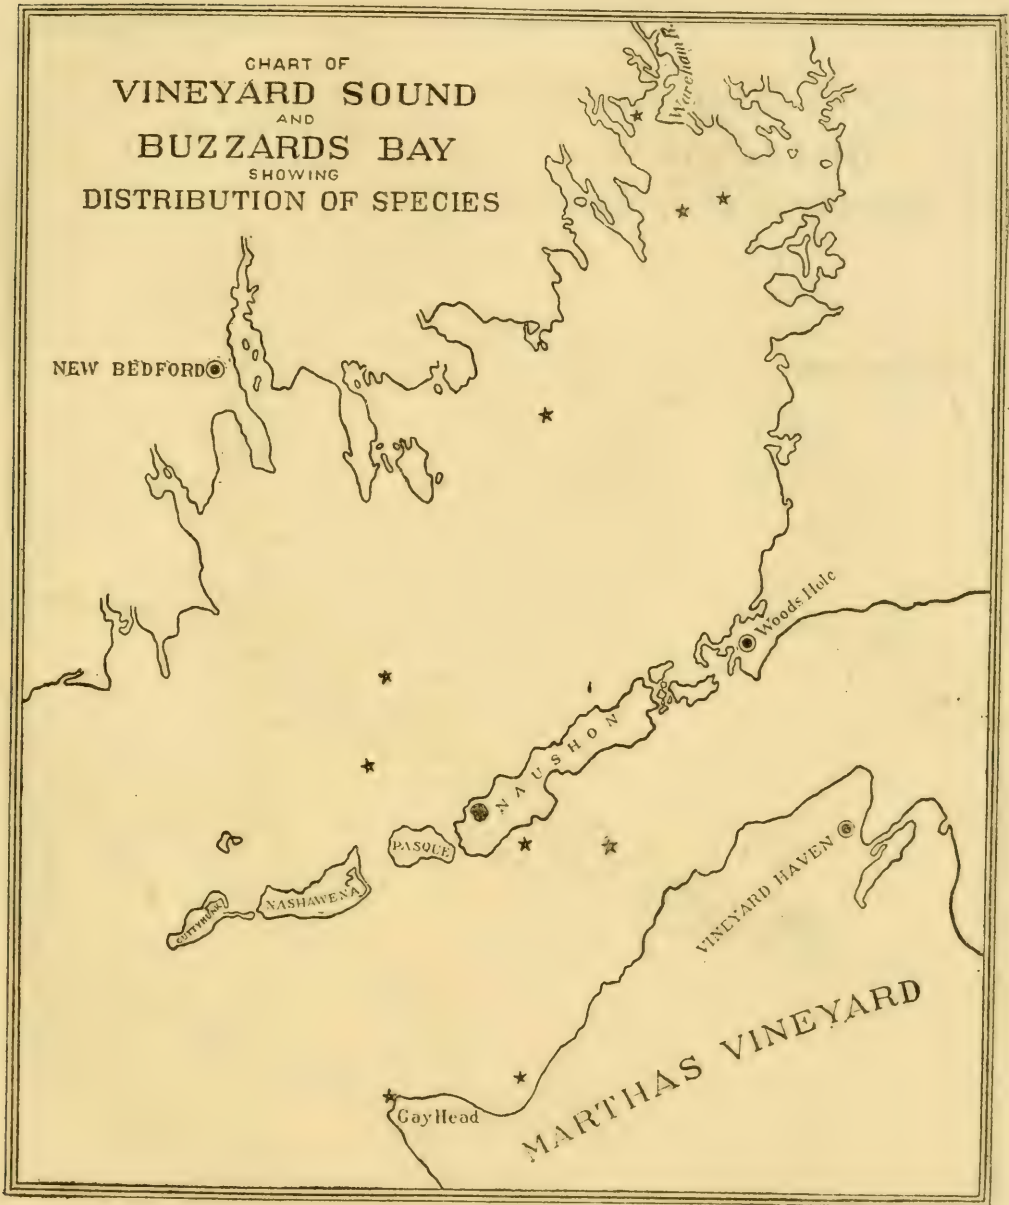 CHART OF
VINEYARD SOUND
AND
BUZZARDS BAY
SHOWING
DISTRIBUTION OF SPECIES
Wareham R.
NEW BEDFORD
Woods Hole
NAUSHON
PASQUE
NASHAWENA
CUTTYHUNK
VINEYARD HAVEN
MARTHAS VINEYARD
Gay Head